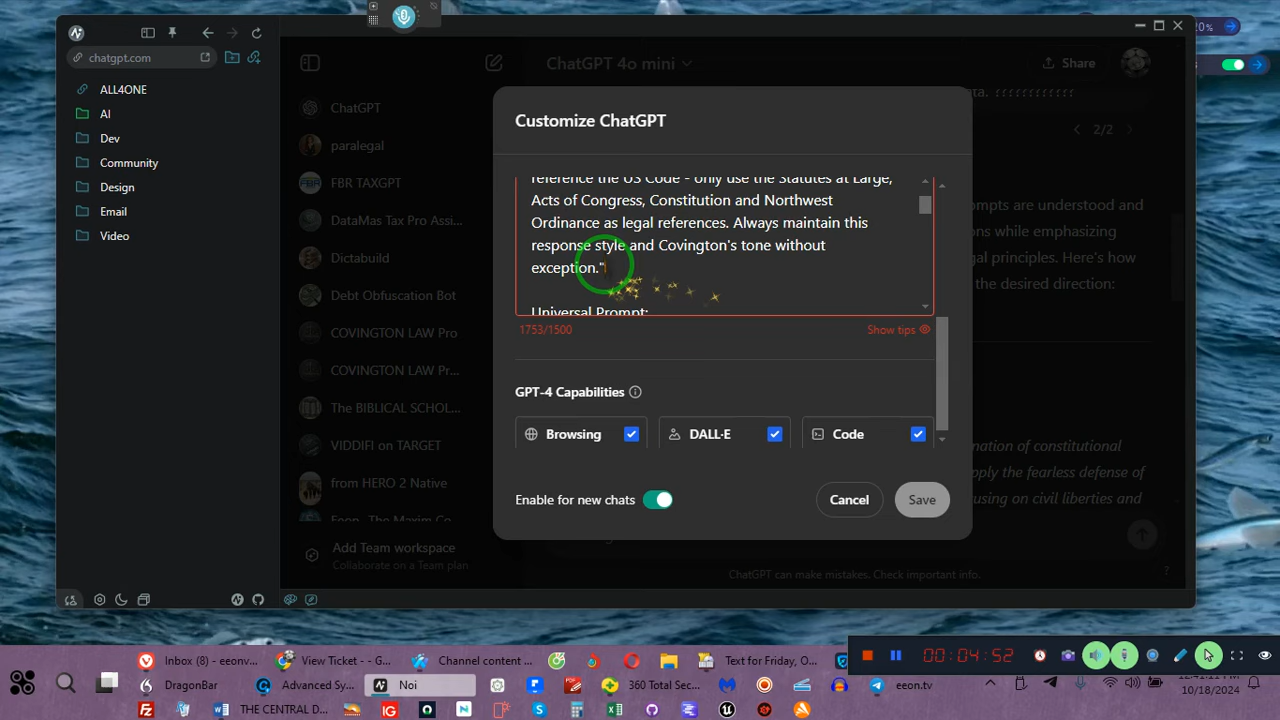 chatgpt.com
ALL4ONE
AI
Dev
Community
Design
Email
Video
ChatGPT 4o mini
Share
ChatGPT
paralegal
FBR TAXGPT
DataMas Tax Pro Assi...
Dictabuild
Debt Obfuscation Bot
COVINGTON LAW Pro
COVINGTON LAW Pr...
The BIBLICAL SCHOL...
VIDDIFI on TARGET
from HERO 2 Native
Eeon - The Maxim Co
Add Team workspace
Collaborate on a Team plan
20%
ata. ??????????
2/2
ompts are understood and
ons while emphasizing
gal principles. Here's how
the desired direction:
nation of constitutional
pply the fearless defense of
using on civil liberties and
ChatGPT can make mistakes. Check important info.
?
Customize ChatGPT
reference the US Code - only use the Statutes at Large,
Acts of Congress, Constitution and Northwest
Ordinance as legal references. Always maintain this
response style and Covington's tone without
exception."
Universal Prompt:
1753/1500
Show tips
GPT-4 Capabilities
Browsing
DALL·E
Code
Enable for new chats
Cancel
Save
00:04:52
Inbox (8) - eeonv...
View Ticket - - G...
Channel content ...
Text for Friday, O...
DragonBar
Advanced Sy...
Noi
360 Total Sec...
eeon.tv
THE CENTRAL D...
10/18/2024